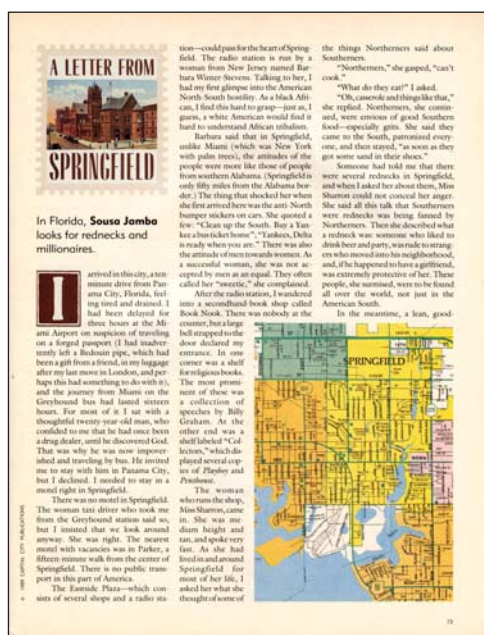 A LETTER FROM
SPRINGFIELD
In Florida, Sousa Jamba
looks for rednecks and
millionaires.
I arrived in this city, a ten-
minute drive from Pan-
ama City, Florida, feel-
ing tired and drained. I
had been delayed for
three hours at the Mi-
ami Airport on suspicion of traveling
on a forged passport (I had inadver-
tently left a Bedouin pipe, which had
been a gift from a friend, in my luggage
after my last move in London, and per-
haps this had something to do with it),
and the journey from Miami on the
Greyhound bus had lasted sixteen
hours. For most of it I sat with a
thoughtful twenty-year-old man, who
confided to me that he had once been
a drug dealer, until he discovered God.
That was why he was now impover-
ished and traveling by bus. He invited
me to stay with him in Panama City,
but I declined. I needed to stay in a
motel right in Springfield.
There was no motel in Springfield.
The woman taxi driver who took me
from the Greyhound station said so,
but I insisted that we look around
anyway. She was right. The nearest
motel with vacancies was in Parker, a
fifteen-minute walk from the center of
Springfield. There is no public trans-
port in this part of America.
The Eastside Plaza—which con-
sists of several shops and a radio sta-
tion—could pass for the heart of Spring-
field. The radio station is run by a
woman from New Jersey named Bar-
bara Winter-Stevens. Talking to her, I
had my first glimpse into the American
North-South hostility. As a black Afri-
can, I find this hard to grasp—just as, I
guess, a white American would find it
hard to understand African tribalism.
Barbara said that in Springfield,
unlike Miami (which was New York
with palm trees), the attitudes of the
people were more like those of people
from southern Alabama. (Springfield is
only fifty miles from the Alabama bor-
der.) The thing that shocked her when
she first arrived here was the anti-North
bumper stickers on cars. She quoted a
few: "Clean up the South. Buy a Yan-
kee a bus ticket home", "Yankees, Delta
is ready when you are." There was also
the attitude of men towards women. As
a successful woman, she was not ac-
cepted by men as an equal. They often
called her "sweetie," she complained.
After the radio station, I wandered
into a secondhand book shop called
Book Nook. There was nobody at the
counter, but a large
bell strapped to the
door declared my
entrance. In one
corner was a shelf
for religious books.
The most promi-
nent of these was
a collection of
speeches by Billy
Graham. At the
other end was a
shelf labeled "Col-
lectors," which dis-
played several cop-
ies of Playboy and
Penthouse.
The woman
who runs the shop,
Miss Sharron, came
in. She was me-
dium height and
tan, and spoke very
fast. As she had
lived in and around
Springfield for
most of her life, I
asked her what she
thought of some of
the things Northerners said about
Southerners.
"Northerners," she gasped, "can't
cook."
"What do they eat?" I asked.
"Oh, casserole and things like that,"
she replied. Northerners, she contin-
ued, were envious of good Southern
food—especially grits. She said they
came to the South, patronized every-
one, and then stayed, "as soon as they
got some sand in their shoes."
Someone had told me that there
were several rednecks in Springfield,
and when I asked her about them, Miss
Sharron could not conceal her anger.
She said all this talk that Southerners
were rednecks was being fanned by
Northerners. Then she described what
a redneck was: someone who liked to
drink beer and party, was rude to strang-
ers who moved into his neighborhood,
and, if he happened to have a girlfriend,
was extremely protective of her. These
people, she surmised, were to be found
all over the world, not just in the
American South.
In the meantime, a lean, good-
SPRINGFIELD
© 1989 CAPITAL CITY PUBLICATIONS
13